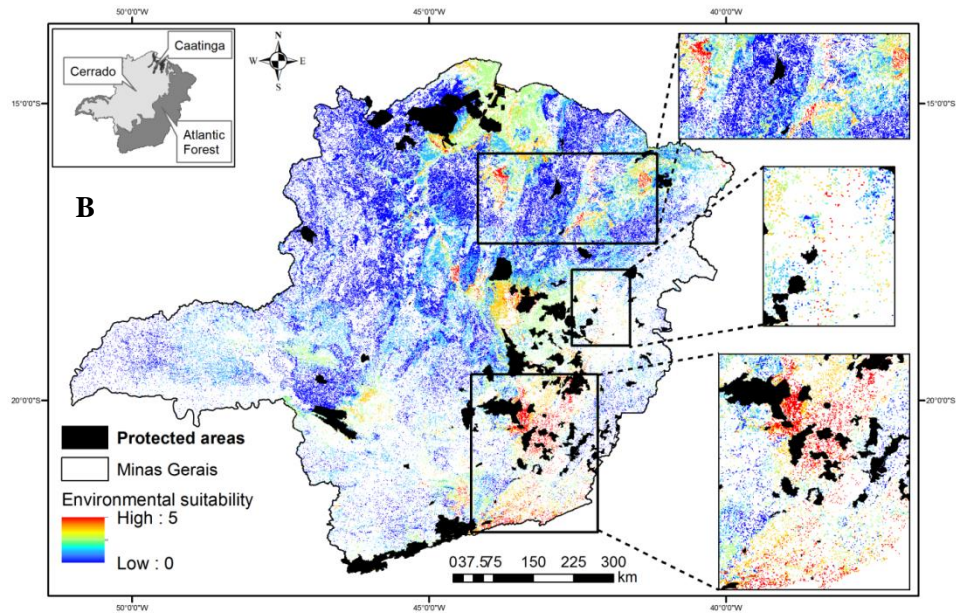 50°0'0"W 45°0'0"W 40°0'0"W
Caatinga
Cerrado
Atlantic
Forest
N
W E
S
15°0'0"S 15°0'0"S
B
20°0'0"S 20°0'0"S
Protected areas
Minas Gerais
Environmental suitability
High : 5
Low : 0
037.575 150 225 300
km
50°0'0"W 45°0'0"W 40°0'0"W